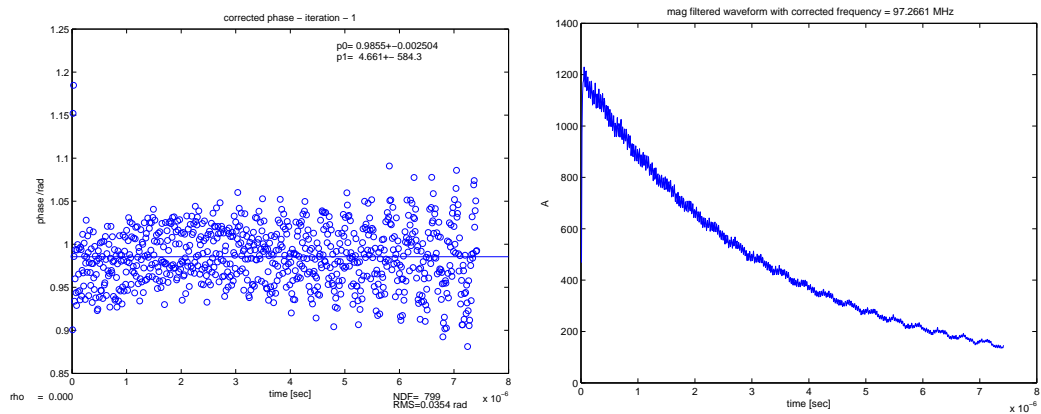 corrected phase − iteration − 1
p0= 0.9855+−0.002504
p1= 4.661+− 584.3
1.25
1.2
1.15
1.1
1.05
1
0.95
0.9
0.85
phase /rad
0 1 2 3 4 5 6 7 8
time [sec]
x 10⁻⁶
rho = 0.000
NDF= 799
RMS=0.0354 rad
mag filtered waveform with corrected frequency = 97.2661 MHz
1400
1200
1000
800
600
400
200
0
A
0 1 2 3 4 5 6 7 8
time [sec]
x 10⁻⁶